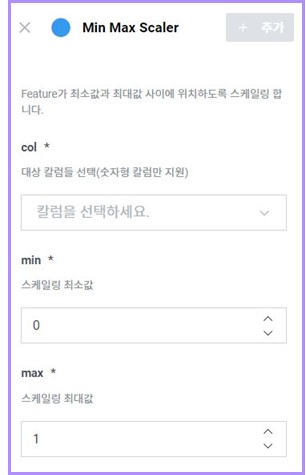 Min Max Scaler
+ 추가
Feature가 최소값과 최대값 사이에 위치하도록 스케일링 합
니다.
col *
대상 칼럼들 선택(숫자형 칼럼만 지원)
칼럼을 선택하세요.
min *
스케일링 최소값
0
max *
스케일링 최대값
1